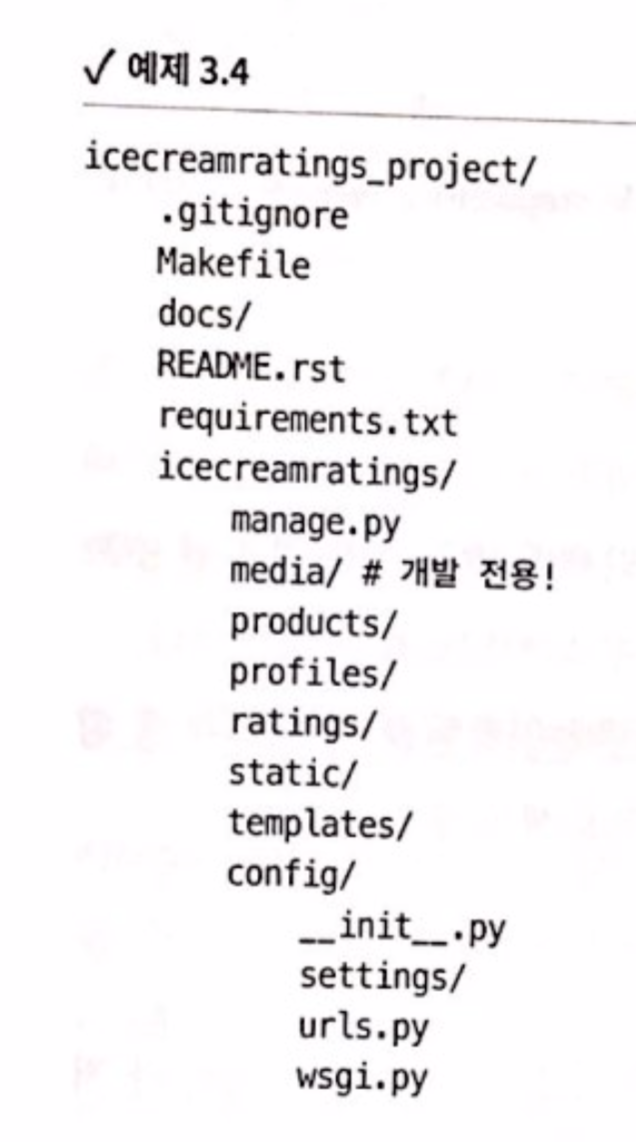 ✓ 예제 3.4
icecreamratings_project/
    .gitignore
    Makefile
    docs/
    README.rst
    requirements.txt
    icecreamratings/
        manage.py
        media/ # 개발 전용!
        products/
        profiles/
        ratings/
        static/
        templates/
        config/
            __init__.py
            settings/
            urls.py
            wsgi.py